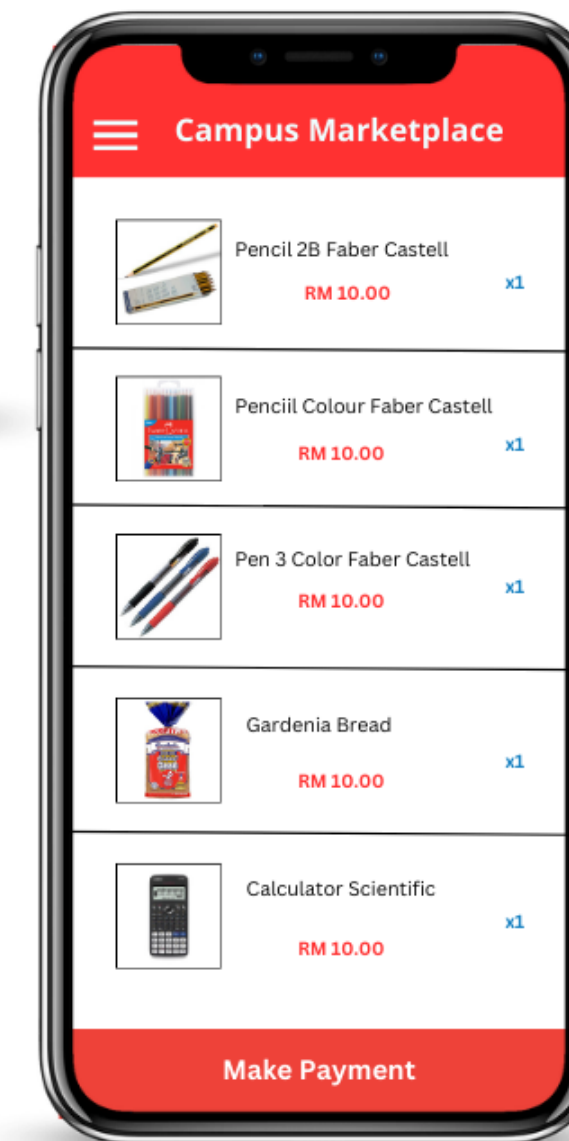 Campus Marketplace
Pencil 2B Faber Castell
RM 10.00
x1
Penciil Colour Faber Castell
RM 10.00
x1
Pen 3 Color Faber Castell
RM 10.00
x1
Gardenia Bread
RM 10.00
x1
Calculator Scientific
RM 10.00
x1
Make Payment